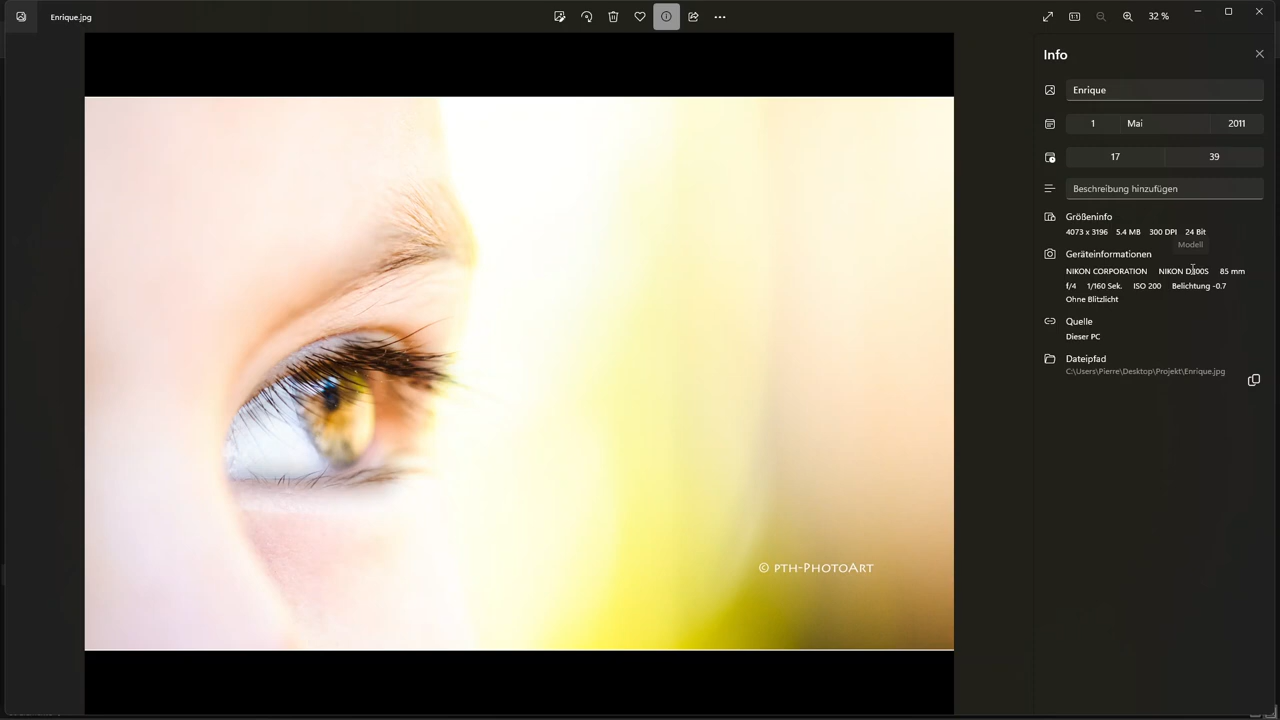 Enrique.jpg
32 %
Info
Enrique
1 Mai 2011
17 39
Beschreibung hinzufügen
Größeninfo
4073 x 3196 5.4 MB 300 DPI 24 Bit
Modell
Geräteinformationen
NIKON CORPORATION NIKON D300S 85 mm
f/4 1/160 Sek. ISO 200 Belichtung -0.7
Ohne Blitzlicht
Quelle
Dieser PC
Dateipfad
C:\Users\Pierre\Desktop\Projekt\Enrique.jpg
© PTH-PHOTOART